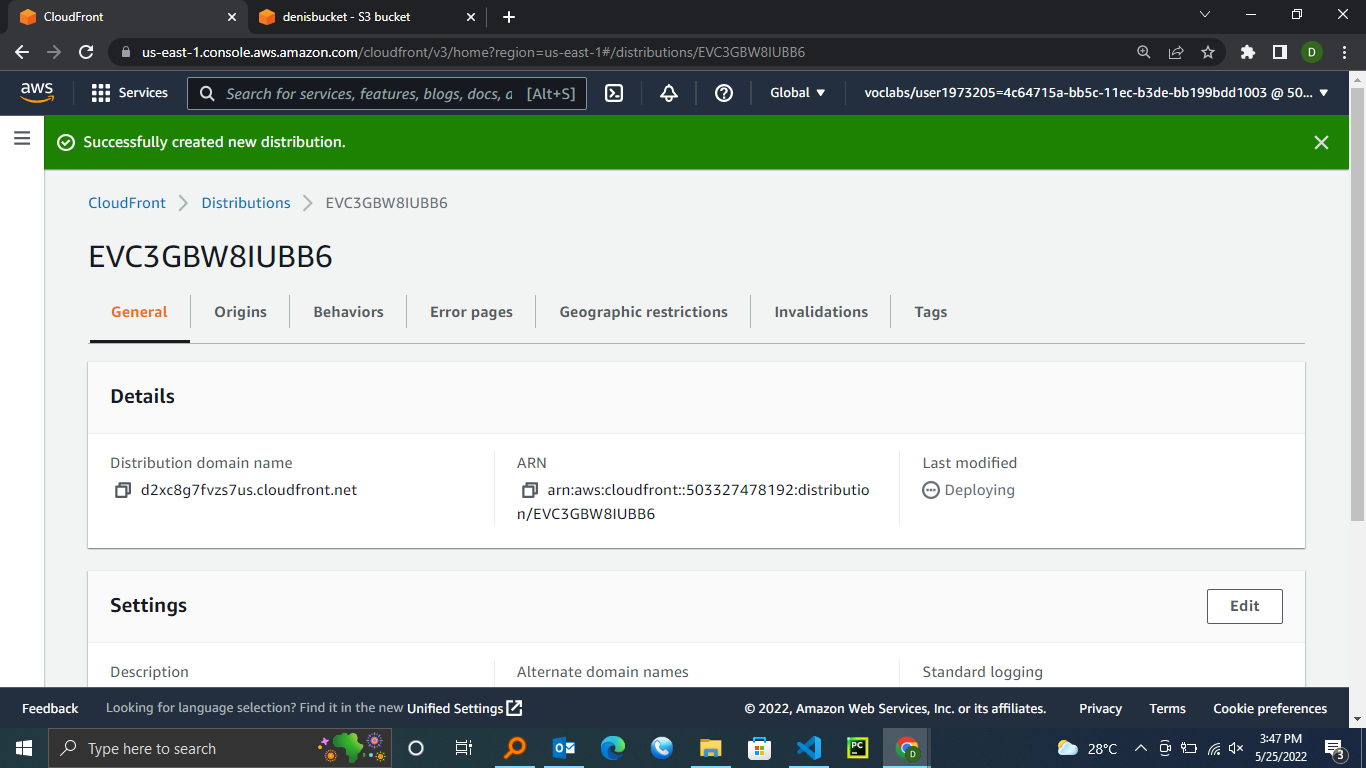 CloudFront
denisbucket - S3 bucket
us-east-1.console.aws.amazon.com/cloudfront/v3/home?region=us-east-1#/distributions/EVC3GBW8IUBB6
D
aws
Services
Search for services, features, blogs, docs, a
[Alt+S]
Global
voclabs/user1973205=4c64715a-bb5c-11ec-b3de-bb199bdd1003 @ 50...
Successfully created new distribution.
CloudFront
Distributions
EVC3GBW8IUBB6
EVC3GBW8IUBB6
General
Origins
Behaviors
Error pages
Geographic restrictions
Invalidations
Tags
Details
Distribution domain name
d2xc8g7fvzs7us.cloudfront.net
ARN
arn:aws:cloudfront::503327478192:distributio
n/EVC3GBW8IUBB6
Last modified
Deploying
Settings
Edit
Description
Alternate domain names
Standard logging
Feedback
Looking for language selection? Find it in the new Unified Settings
© 2022, Amazon Web Services, Inc. or its affiliates.
Privacy
Terms
Cookie preferences
Type here to search
PC
D
28°C
3:47 PM
5/25/2022
3